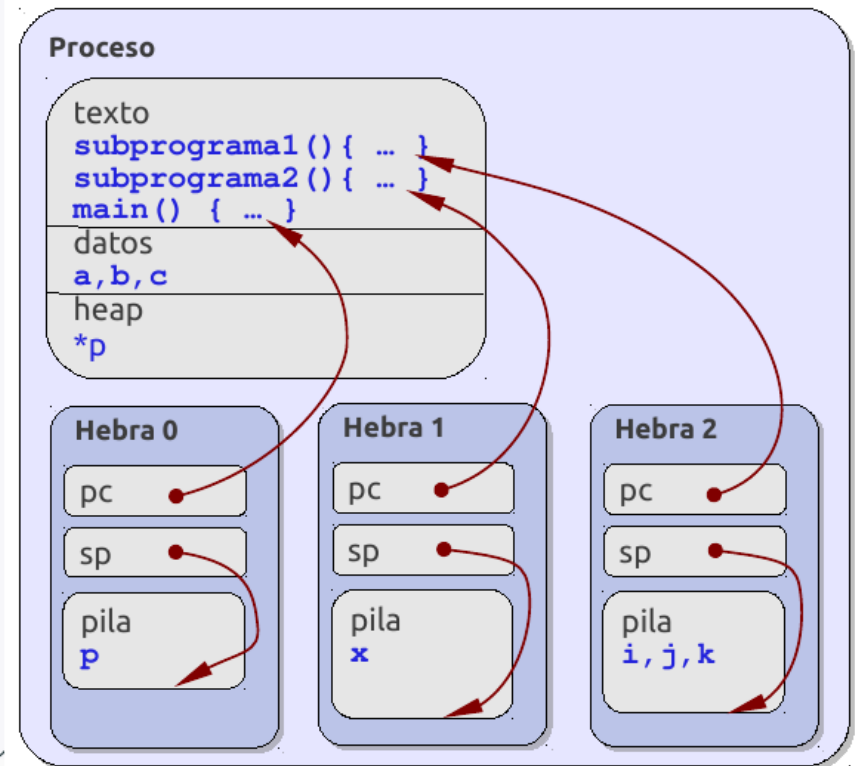 Proceso
texto
subprograma1(){ … }
subprograma2(){ … }
main() { … }
datos
a,b,c
heap
*p
Hebra 0
pc
sp
pila
p
Hebra 1
pc
sp
pila
x
Hebra 2
pc
sp
pila
i,j,k